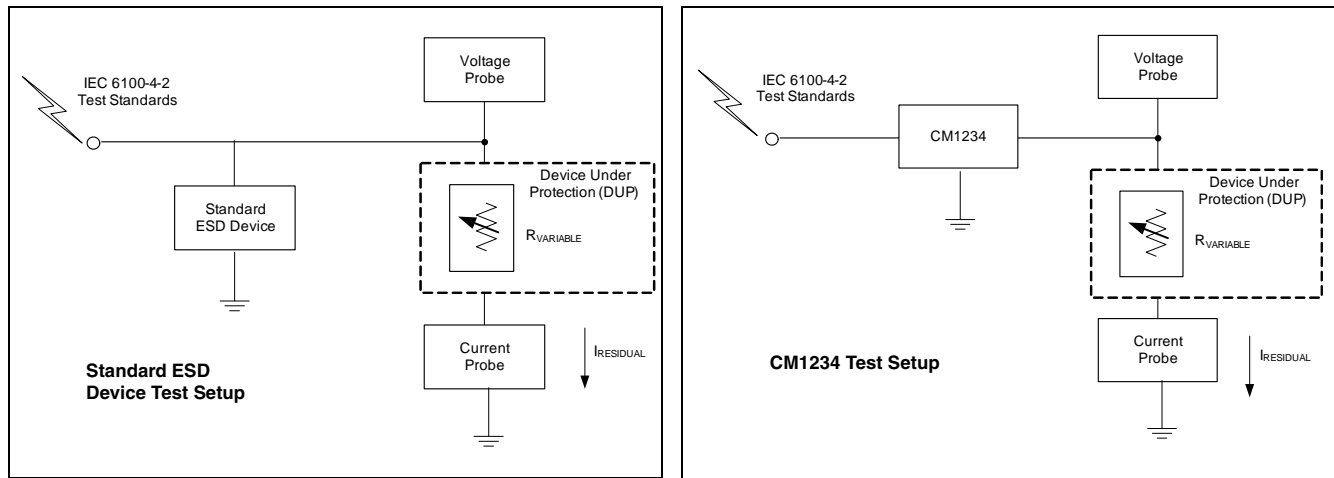 IEC 6100-4-2
Test Standards
Voltage
Probe
Standard
ESD Device
Device Under
Protection (DUP)
RVARIABLE
Current
Probe
IRESIDUAL
Standard ESD
Device Test Setup
IEC 6100-4-2
Test Standards
Voltage
Probe
CM1234
Device Under
Protection (DUP)
RVARIABLE
Current
Probe
IRESIDUAL
CM1234 Test Setup